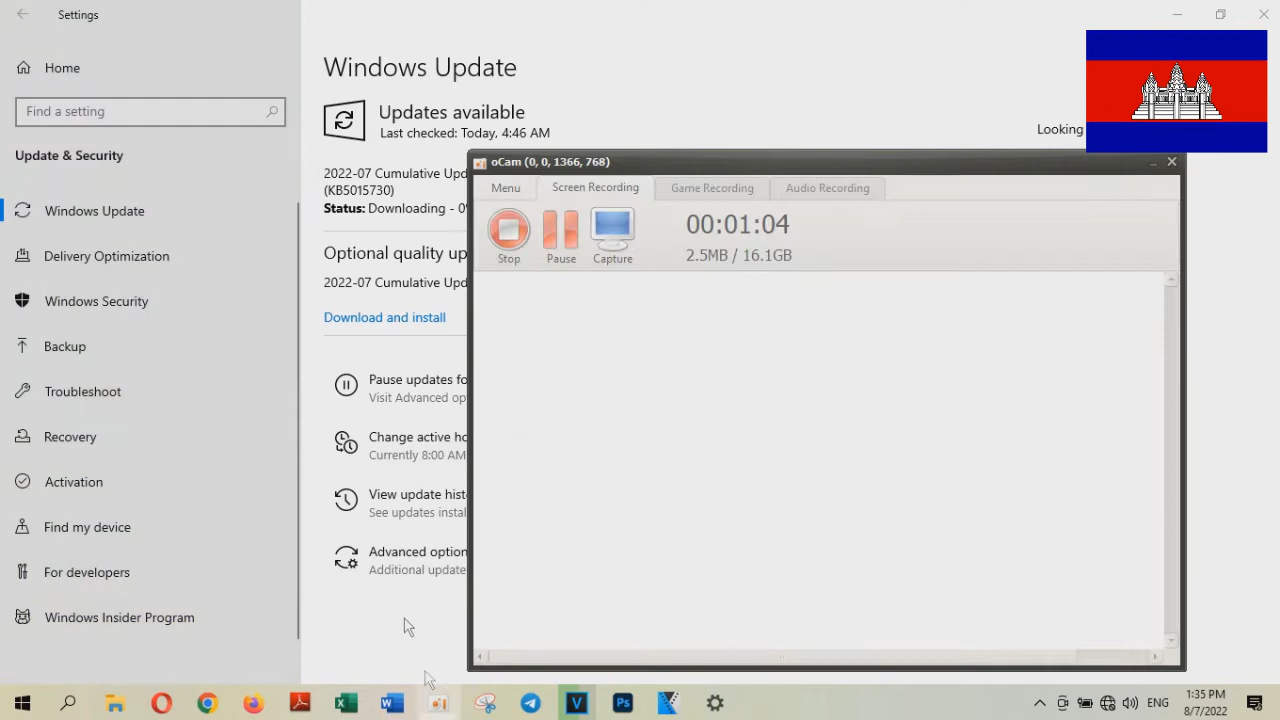 Settings
Home
Find a setting
Update & Security
Windows Update
Delivery Optimization
Windows Security
Backup
Troubleshoot
Recovery
Activation
Find my device
For developers
Windows Insider Program
Windows Update
Updates available
Last checked: Today, 4:46 AM
2022-07 Cumulative Upd
(KB5015730)
Status: Downloading - 0%
Optional quality up
2022-07 Cumulative Upd
Download and install
Pause updates fo
Visit Advanced op
Change active ho
Currently 8:00 AM
View update hist
See updates instal
Advanced option
Additional update
Looking
oCam (0, 0, 1366, 768)
Menu
Screen Recording
Game Recording
Audio Recording
Stop
Pause
Capture
00:01:04
2.5MB / 16.1GB
ENG
1:35 PM
8/7/2022